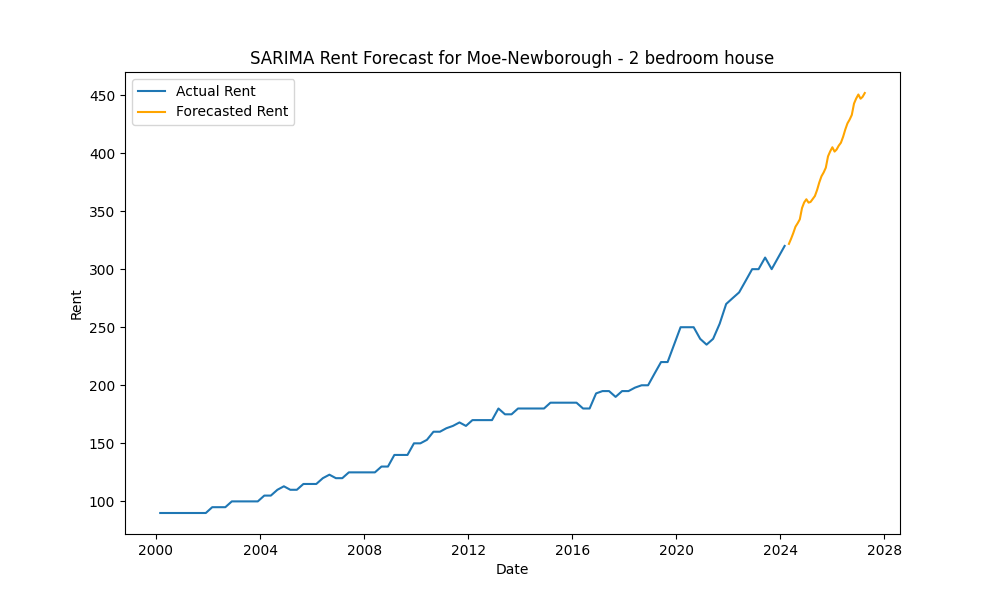 SARIMA Rent Forecast for Moe-Newborough - 2 bedroom house
Actual Rent
Forecasted Rent
450
400
350
300
250
200
150
100
Rent
2000 2004 2008 2012 2016 2020 2024 2028
Date